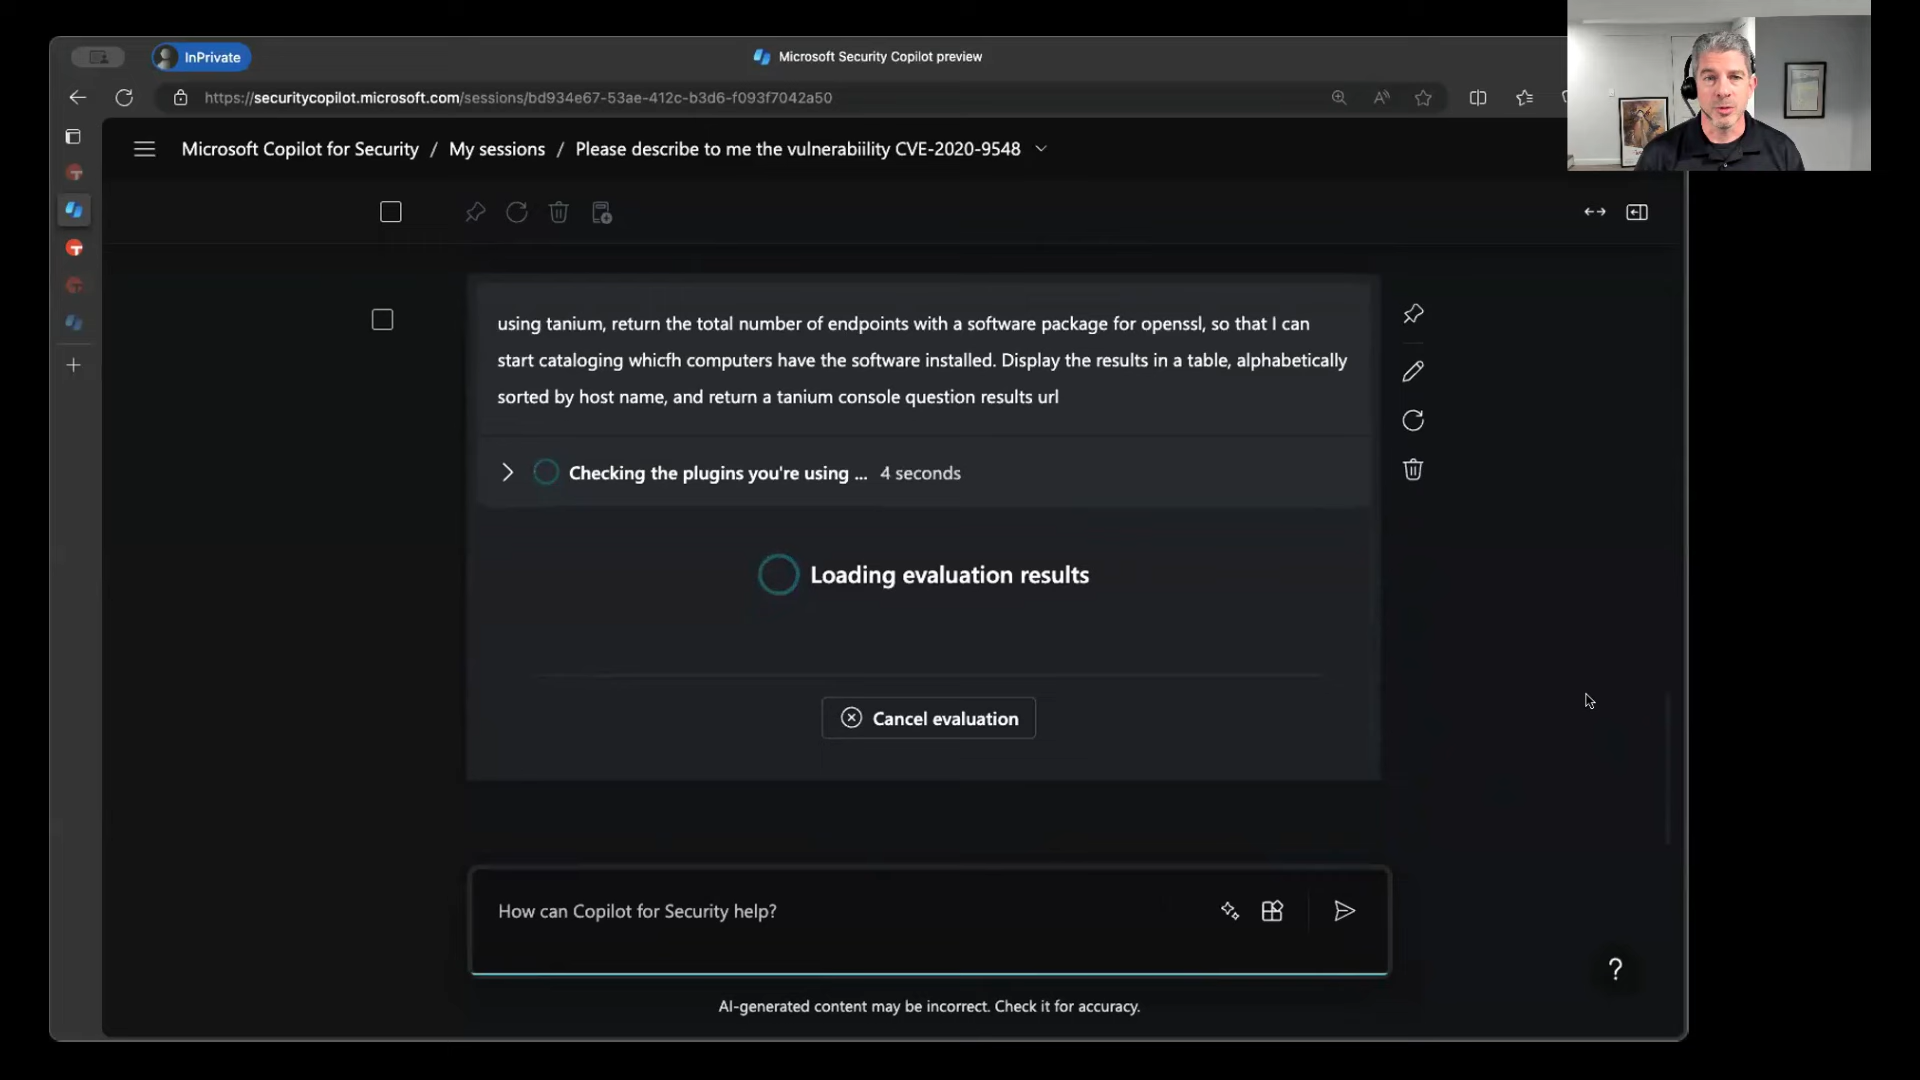 InPrivate
Microsoft Security Copilot preview
https://securitycopilot.microsoft.com/sessions/bd934e67-53ae-412c-b3d6-f093f7042a50
Microsoft Copilot for Security / My sessions / Please describe to me the vulnerabiility CVE-2020-9548
using tanium, return the total number of endpoints with a software package for openssl, so that I can
start cataloging whicfh computers have the software installed. Display the results in a table, alphabetically
sorted by host name, and return a tanium console question results url
Checking the plugins you're using ... 4 seconds
Loading evaluation results
Cancel evaluation
How can Copilot for Security help?
AI-generated content may be incorrect. Check it for accuracy.